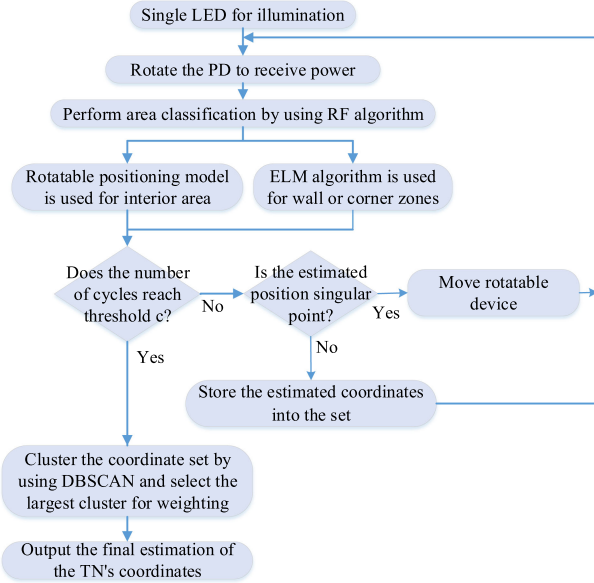 Single LED for illumination
Rotate the PD to receive power
Perform area classification by using RF algorithm
Rotatable positioning model
is used for interior area
ELM algorithm is used
for wall or corner zones
Does the number
of cycles reach
threshold c?
No
Is the estimated
position singular
point?
Yes
Move rotatable
device
Yes
No
Store the estimated coordinates
into the set
Cluster the coordinate set by
using DBSCAN and select the
largest cluster for weighting
Output the final estimation of
the TN's coordinates